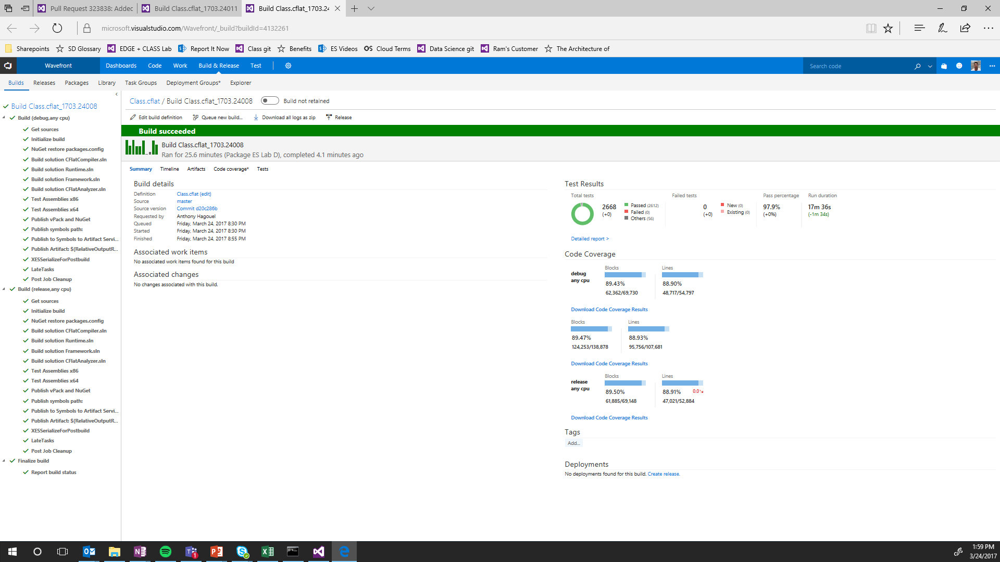 Pull Request 323838: Addec
Build Class.cflat_1703.24011
Build Class.cflat_1703.24
microsoft.visualstudio.com/Wavefront/_build?buildId=4132261
Sharepoints
SD Glossary
EDGE + CLASS Lab
Report It Now
Class git
Benefits
ES Videos
OS Cloud Terms
Data Science git
Ram's Customer
The Architecture of
Wavefront
Dashboards
Code
Work
Build & Release
Test
Search code
Builds
Releases
Packages
Library
Task Groups
Deployment Groups*
Explorer
Build Class.cflat_1703.24008
Build (debug,any cpu)
Get sources
Initialize build
NuGet restore packages.config
Build solution CFlatCompiler.sln
Build solution Runtime.sln
Build solution Framework.sln
Build solution CFlatAnalyzer.sln
Test Assemblies x86
Test Assemblies x64
Publish vPack and NuGet
Publish symbols path:
Publish to Symbols to Artifact Servi...
Publish Artifact: $(RelativeOutputR...
XESSerializeForPostbuild
LateTasks
Post Job Cleanup
Build (release,any cpu)
Get sources
Initialize build
NuGet restore packages.config
Build solution CFlatCompiler.sln
Build solution Runtime.sln
Build solution Framework.sln
Build solution CFlatAnalyzer.sln
Test Assemblies x86
Test Assemblies x64
Publish vPack and NuGet
Publish symbols path:
Publish to Symbols to Artifact Servi...
Publish Artifact: $(RelativeOutputR...
XESSerializeForPostbuild
LateTasks
Post Job Cleanup
Finalize build
Report build status
Class.cflat / Build Class.cflat_1703.24008
Build not retained
Edit build definition
Queue new build...
Download all logs as zip
Release
Build succeeded
Build Class.cflat_1703.24008
Ran for 25.6 minutes (Package ES Lab D), completed 4.1 minutes ago
Summary
Timeline
Artifacts
Code coverage*
Tests
Build details
Definition Class.cflat (edit)
Source master
Source version Commit d20c286b
Requested by Anthony Hagouel
Queued Friday, March 24, 2017 8:30 PM
Started Friday, March 24, 2017 8:30 PM
Finished Friday, March 24, 2017 8:55 PM
Associated work items
No associated work items found for this build
Associated changes
No changes associated with this build.
Test Results
Total tests
2668
(+0)
Passed (2612)
Failed (0)
Others (56)
Failed tests
0
(+0)
New (0)
Existing (0)
Pass percentage
97.9%
(+0%)
Run duration
17m 36s
(-1m 34s)
Detailed report >
Code Coverage
debug
any cpu
Blocks
89.43%
62,362/69,730
Lines
88.90%
48,717/54,797
Download Code Coverage Results
Blocks
89.47%
124,253/138,878
Lines
88.93%
95,756/107,681
Download Code Coverage Results
release
any cpu
Blocks
89.50%
61,885/69,148
Lines
88.91% 0.0
47,021/52,884
Download Code Coverage Results
Tags
Add...
Deployments
No deployments found for this build. Create release.
1
1:59 PM
3/24/2017